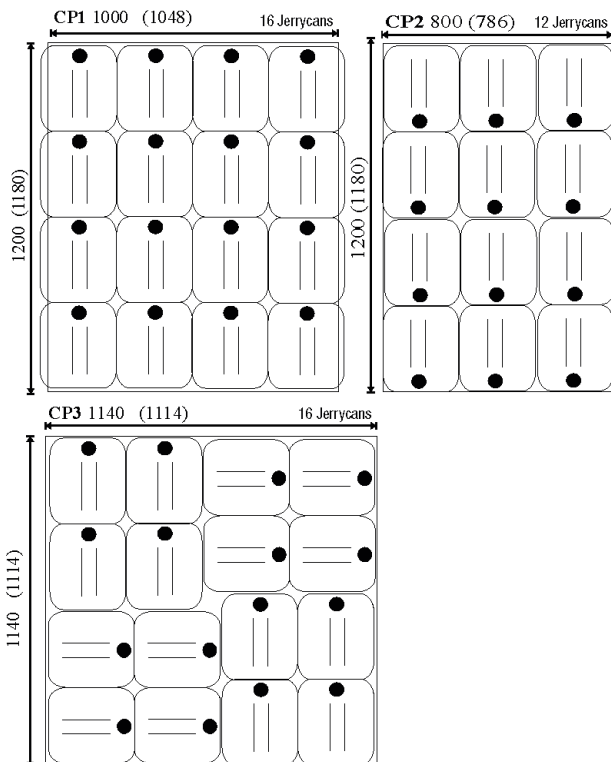 CP1 1000 (1048) 16 Jerrycans
1200 (1180)
CP2 800 (786) 12 Jerrycans
1200 (1180)
CP3 1140 (1114) 16 Jerrycans
1140 (1114)